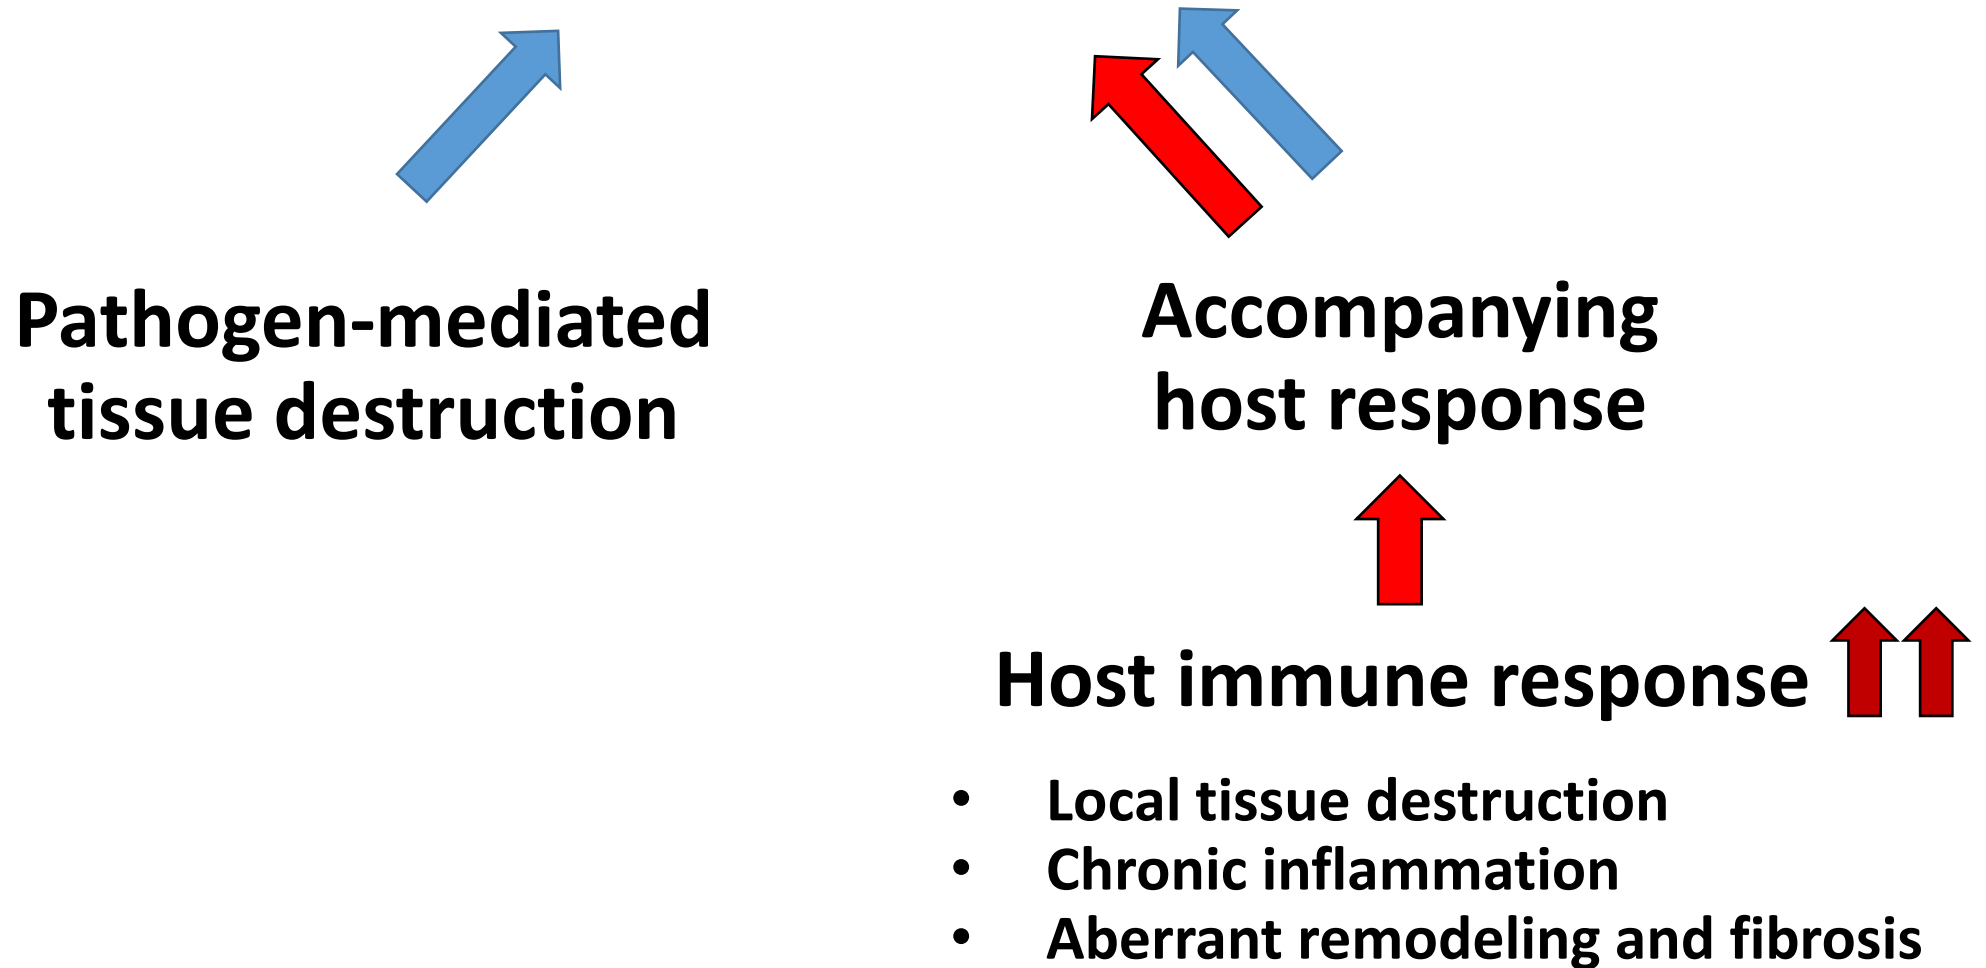 Pathogen-mediated
tissue destruction
Accompanying
host response
Host immune response
• Local tissue destruction
• Chronic inflammation
• Aberrant remodeling and fibrosis